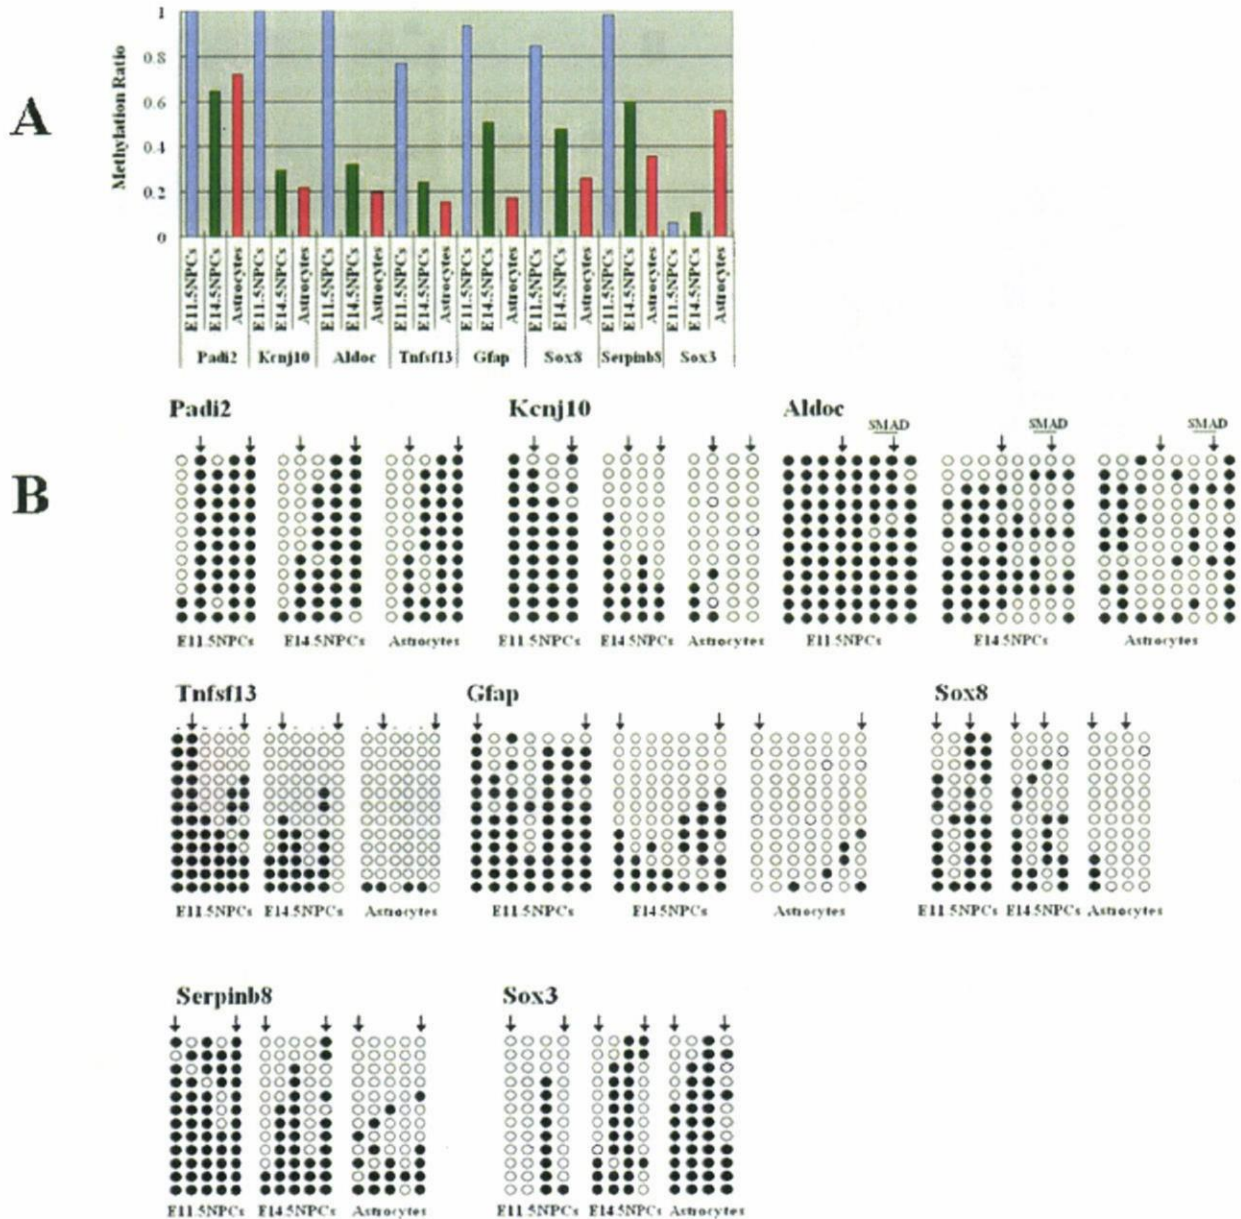 A
Methylation Ratio
1
0.8
0.6
0.4
0.2
0
E11.5NPCs E14.5NPCs Astrocytes E11.5NPCs E14.5NPCs Astrocytes E11.5NPCs E14.5NPCs Astrocytes E11.5NPCs E14.5NPCs Astrocytes E11.5NPCs E14.5NPCs Astrocytes E11.5NPCs E14.5NPCs Astrocytes E11.5NPCs E14.5NPCs Astrocytes E11.5NPCs E14.5NPCs Astrocytes
Padi2 Kcnj10 Aldoc Tnfsf13 Gfap Sox8 Serpinb8 Sox3
B
Padi2 Kcnj10 Aldoc
SMAD SMAD SMAD
E11.5NPCs E14.5NPCs Astrocytes E11.5NPCs E14.5NPCs Astrocytes E11.5NPCs E14.5NPCs Astrocytes
Tnfsf13 Gfap Sox8
E11.5NPCs E14.5NPCs Astrocytes E11.5NPCs E14.5NPCs Astrocytes E11.5NPCs E14.5NPCs Astrocytes
Serpinb8 Sox3
E11.5NPCs E14.5NPCs Astrocytes E11.5NPCs E14.5NPCs Astrocytes